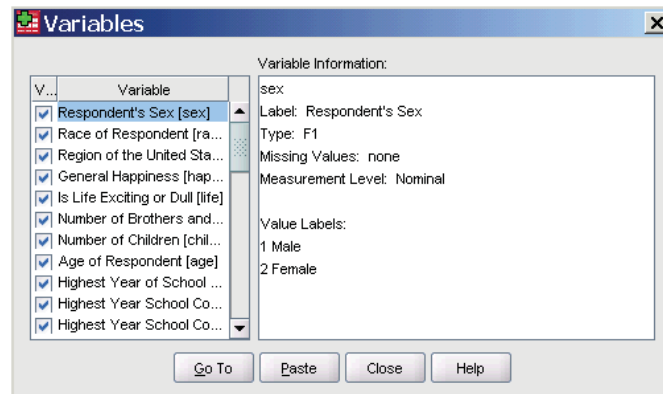 Variables
V... Variable
Respondent's Sex [sex]
Race of Respondent [ra...
Region of the United Sta...
General Happiness [hap...
Is Life Exciting or Dull [life]
Number of Brothers and...
Number of Children [chil...
Age of Respondent [age]
Highest Year of School ...
Highest Year School Co...
Highest Year School Co...
Variable Information:
sex
Label: Respondent's Sex
Type: F1
Missing Values: none
Measurement Level: Nominal
Value Labels:
1 Male
2 Female
Go To
Paste
Close
Help